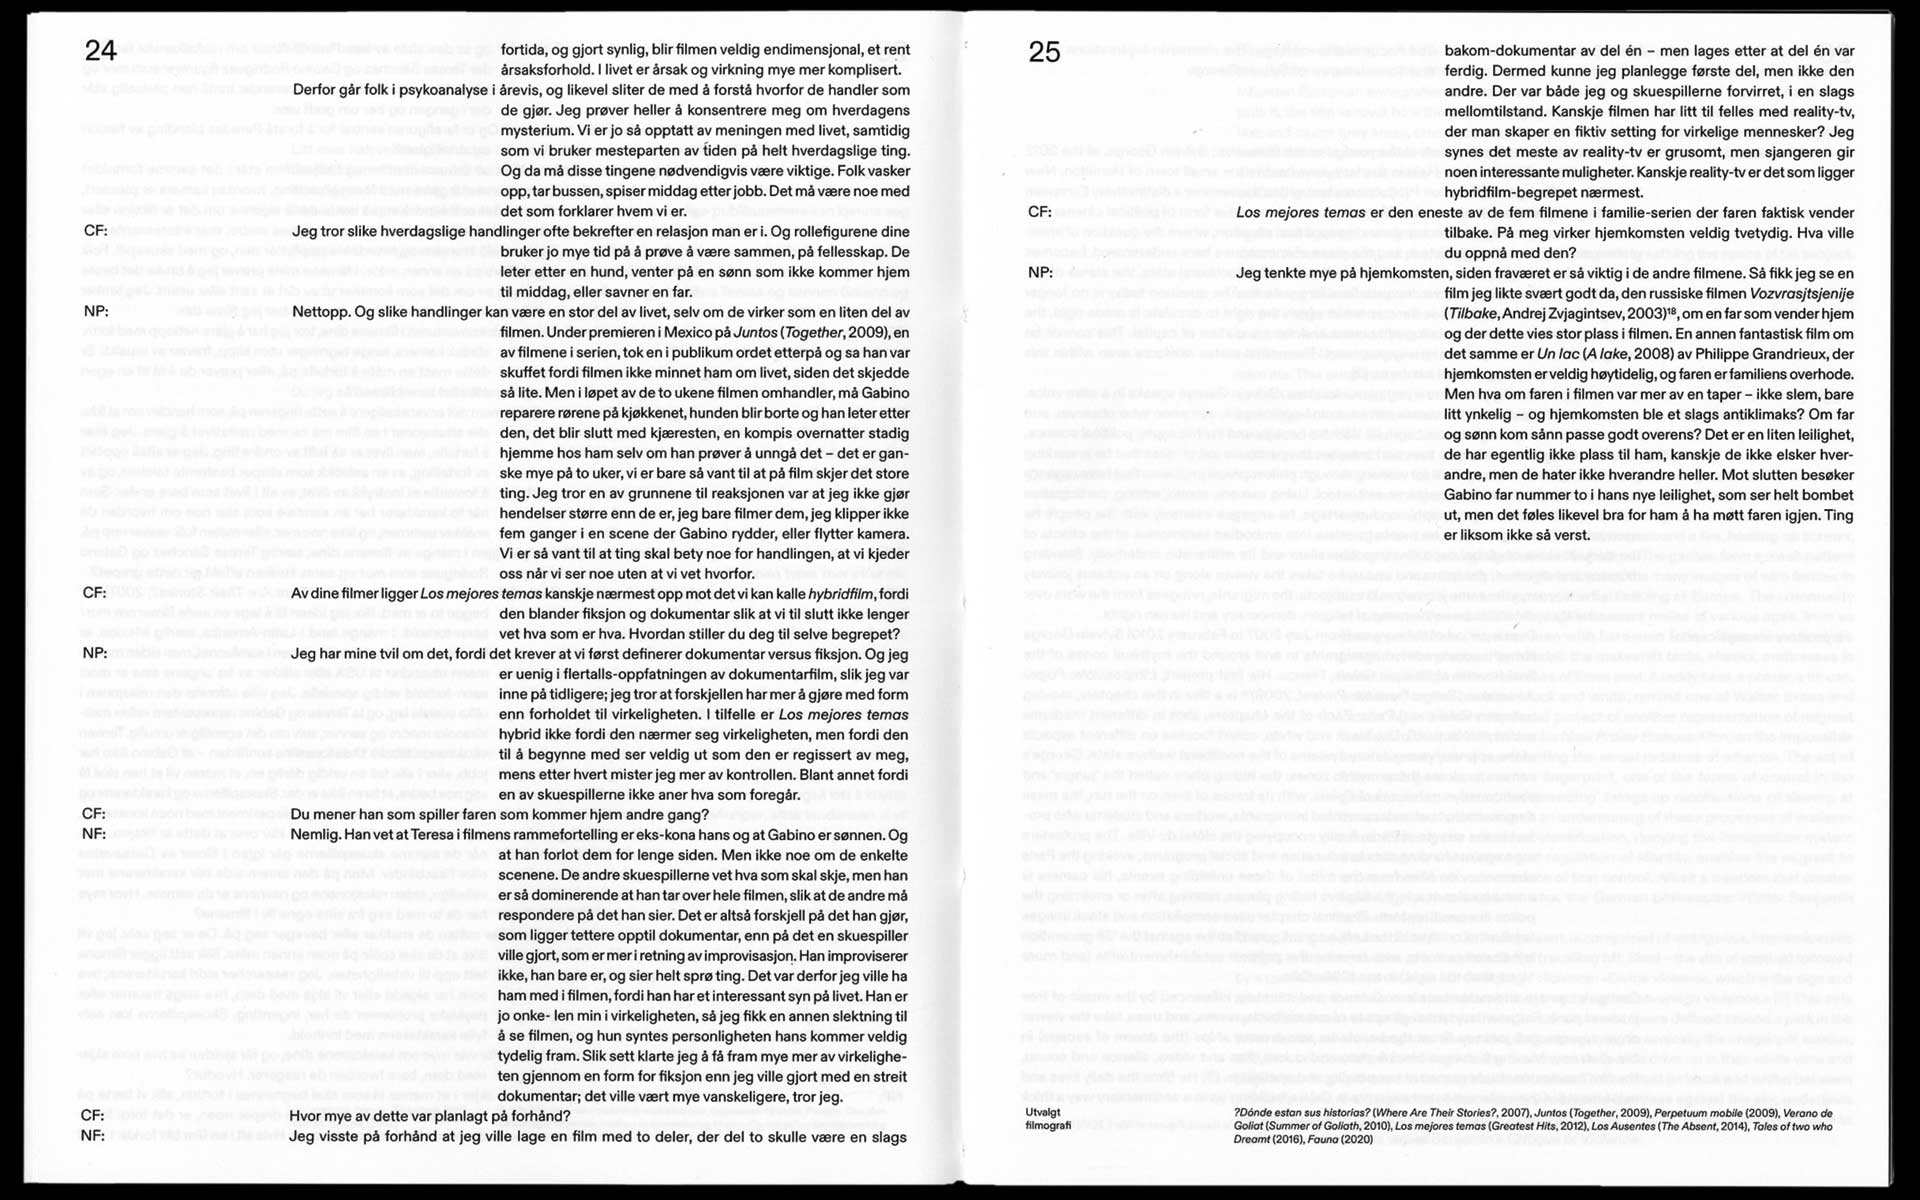 24
fortida, og gjort synlig, blir filmen veldig endimensjonal, et rent
årsaksforhold. I livet er årsak og virkning mye mer komplisert.
Derfor går folk i psykoanalyse i årevis, og likevel sliter de med å forstå hvorfor de handler som
de gjør. Jeg prøver heller å konsentrere meg om hverdagens
mysterium. Vi er jo så opptatt av meningen med livet, samtidig
som vi bruker mesteparten av tiden på helt hverdagslige ting.
Og da må disse tingene nødvendigvis være viktige. Folk vasker
opp, tar bussen, spiser middag etter jobb. Det må være noe med
det som forklarer hvem vi er.
CF: Jeg tror slike hverdagslige handlinger ofte bekrefter en relasjon man er i. Og rollefigurene dine
bruker jo mye tid på å prøve å være sammen, på fellesskap. De
leter etter en hund, venter på en sønn som ikke kommer hjem
til middag, eller savner en far.
NP: Nettopp. Og slike handlinger kan være en stor del av livet, selv om de virker som en liten del av
filmen. Under premieren i Mexico på Juntos (Together, 2009), en
av filmene i serien, tok en i publikum ordet etterpå og sa han var
skuffet fordi filmen ikke minnet ham om livet, siden det skjedde
så lite. Men i løpet av de to ukene filmen omhandler, må Gabino
reparere rørene på kjøkkenet, hunden blir borte og han leter etter
den, det blir slutt med kjæresten, en kompis overnatter stadig
hjemme hos ham selv om han prøver å unngå det – det er gan-
ske mye på to uker, vi er bare så vant til at på film skjer det store
ting. Jeg tror en av grunnene til reaksjonen var at jeg ikke gjør
hendelser større enn de er, jeg bare filmer dem, jeg klipper ikke
fem ganger i en scene der Gabino rydder, eller flytter kamera.
Vi er så vant til at ting skal bety noe for handlingen, at vi kjeder
oss når vi ser noe uten at vi vet hvorfor.
CF: Av dine filmer ligger Los mejores temas kanskje nærmest opp mot det vi kan kalle hybridfilm, fordi
den blander fiksjon og dokumentar slik at vi til slutt ikke lenger
vet hva som er hva. Hvordan stiller du deg til selve begrepet?
NP: Jeg har mine tvil om det, fordi det krever at vi først definerer dokumentar versus fiksjon. Og jeg
er uenig i flertalls-oppfatningen av dokumentarfilm, slik jeg var
inne på tidligere; jeg tror at forskjellen har mer å gjøre med form
enn forholdet til virkeligheten. I tilfelle er Los mejores temas
hybrid ikke fordi den nærmer seg virkeligheten, men fordi den
til å begynne med ser veldig ut som den er regissert av meg,
mens etter hvert mister jeg mer av kontrollen. Blant annet fordi
en av skuespillerne ikke aner hva som foregår.
CF: Du mener han som spiller faren som kommer hjem andre gang?
NF: Nemlig. Han vet at Teresa i filmens rammefortelling er eks-kona hans og at Gabino er sønnen. Og
at han forlot dem for lenge siden. Men ikke noe om de enkelte
scenene. De andre skuespillerne vet hva som skal skje, men han
er så dominerende at han tar over hele filmen, slik at de andre må
respondere på det han sier. Det er altså forskjell på det han gjør,
som ligger tettere opptil dokumentar, enn på det en skuespiller
ville gjort, som er mer i retning av improvisasjon. Han improviserer
ikke, han bare er, og sier helt sprø ting. Det var derfor jeg ville ha
ham med i filmen, fordi han har et interessant syn på livet. Han er
jo onke- len min i virkeligheten, så jeg fikk en annen slektning til
å se filmen, og hun syntes personligheten hans kommer veldig
tydelig fram. Slik sett klarte jeg å få fram mye mer av virkelighe-
ten gjennom en form for fiksjon enn jeg ville gjort med en streit
dokumentar; det ville vært mye vanskeligere, tror jeg.
CF: Hvor mye av dette var planlagt på forhånd?
NF: Jeg visste på forhånd at jeg ville lage en film med to deler, der del to skulle være en slags
25
bakom-dokumentar av del én – men lages etter at del én var
ferdig. Dermed kunne jeg planlegge første del, men ikke den
andre. Der var både jeg og skuespillerne forvirret, i en slags
mellomtilstand. Kanskje filmen har litt til felles med reality-tv,
der man skaper en fiktiv setting for virkelige mennesker? Jeg
synes det meste av reality-tv er grusomt, men sjangeren gir
noen interessante muligheter. Kanskje reality-tv er det som ligger
hybridfilm-begrepet nærmest.
CF: Los mejores temas er den eneste av de fem filmene i familie-serien der faren faktisk vender
tilbake. På meg virker hjemkomsten veldig tvetydig. Hva ville
du oppnå med den?
NP: Jeg tenkte mye på hjemkomsten, siden fraværet er så viktig i de andre filmene. Så fikk jeg se en
film jeg likte svært godt da, den russiske filmen Vozvrasjtsjenije
(Tilbake, Andrej Zvjagintsev, 2003)¹⁸, om en far som vender hjem
og der dette vies stor plass i filmen. En annen fantastisk film om
det samme er Un lac (A lake, 2008) av Philippe Grandrieux, der
hjemkomsten er veldig høytidelig, og faren er familiens overhode.
Men hva om faren i filmen var mer av en taper – ikke slem, bare
litt ynkelig – og hjemkomsten ble et slags antiklimaks? Om far
og sønn kom sånn passe godt overens? Det er en liten leilighet,
de har egentlig ikke plass til ham, kanskje de ikke elsker hver-
andre, men de hater ikke hverandre heller. Mot slutten besøker
Gabino far nummer to i hans nye leilighet, som ser helt bombet
ut, men det føles likevel bra for ham å ha møtt faren igjen. Ting
er liksom ikke så verst.
Utvalgt
filmografi
?Dónde estan sus historias? (Where Are Their Stories?, 2007), Juntos (Together, 2009), Perpetuum mobile (2009), Verano de
Goliat (Summer of Goliath, 2010), Los mejores temas (Greatest Hits, 2012), Los Ausentes (The Absent, 2014), Tales of two who
Dreamt (2016), Fauna (2020)